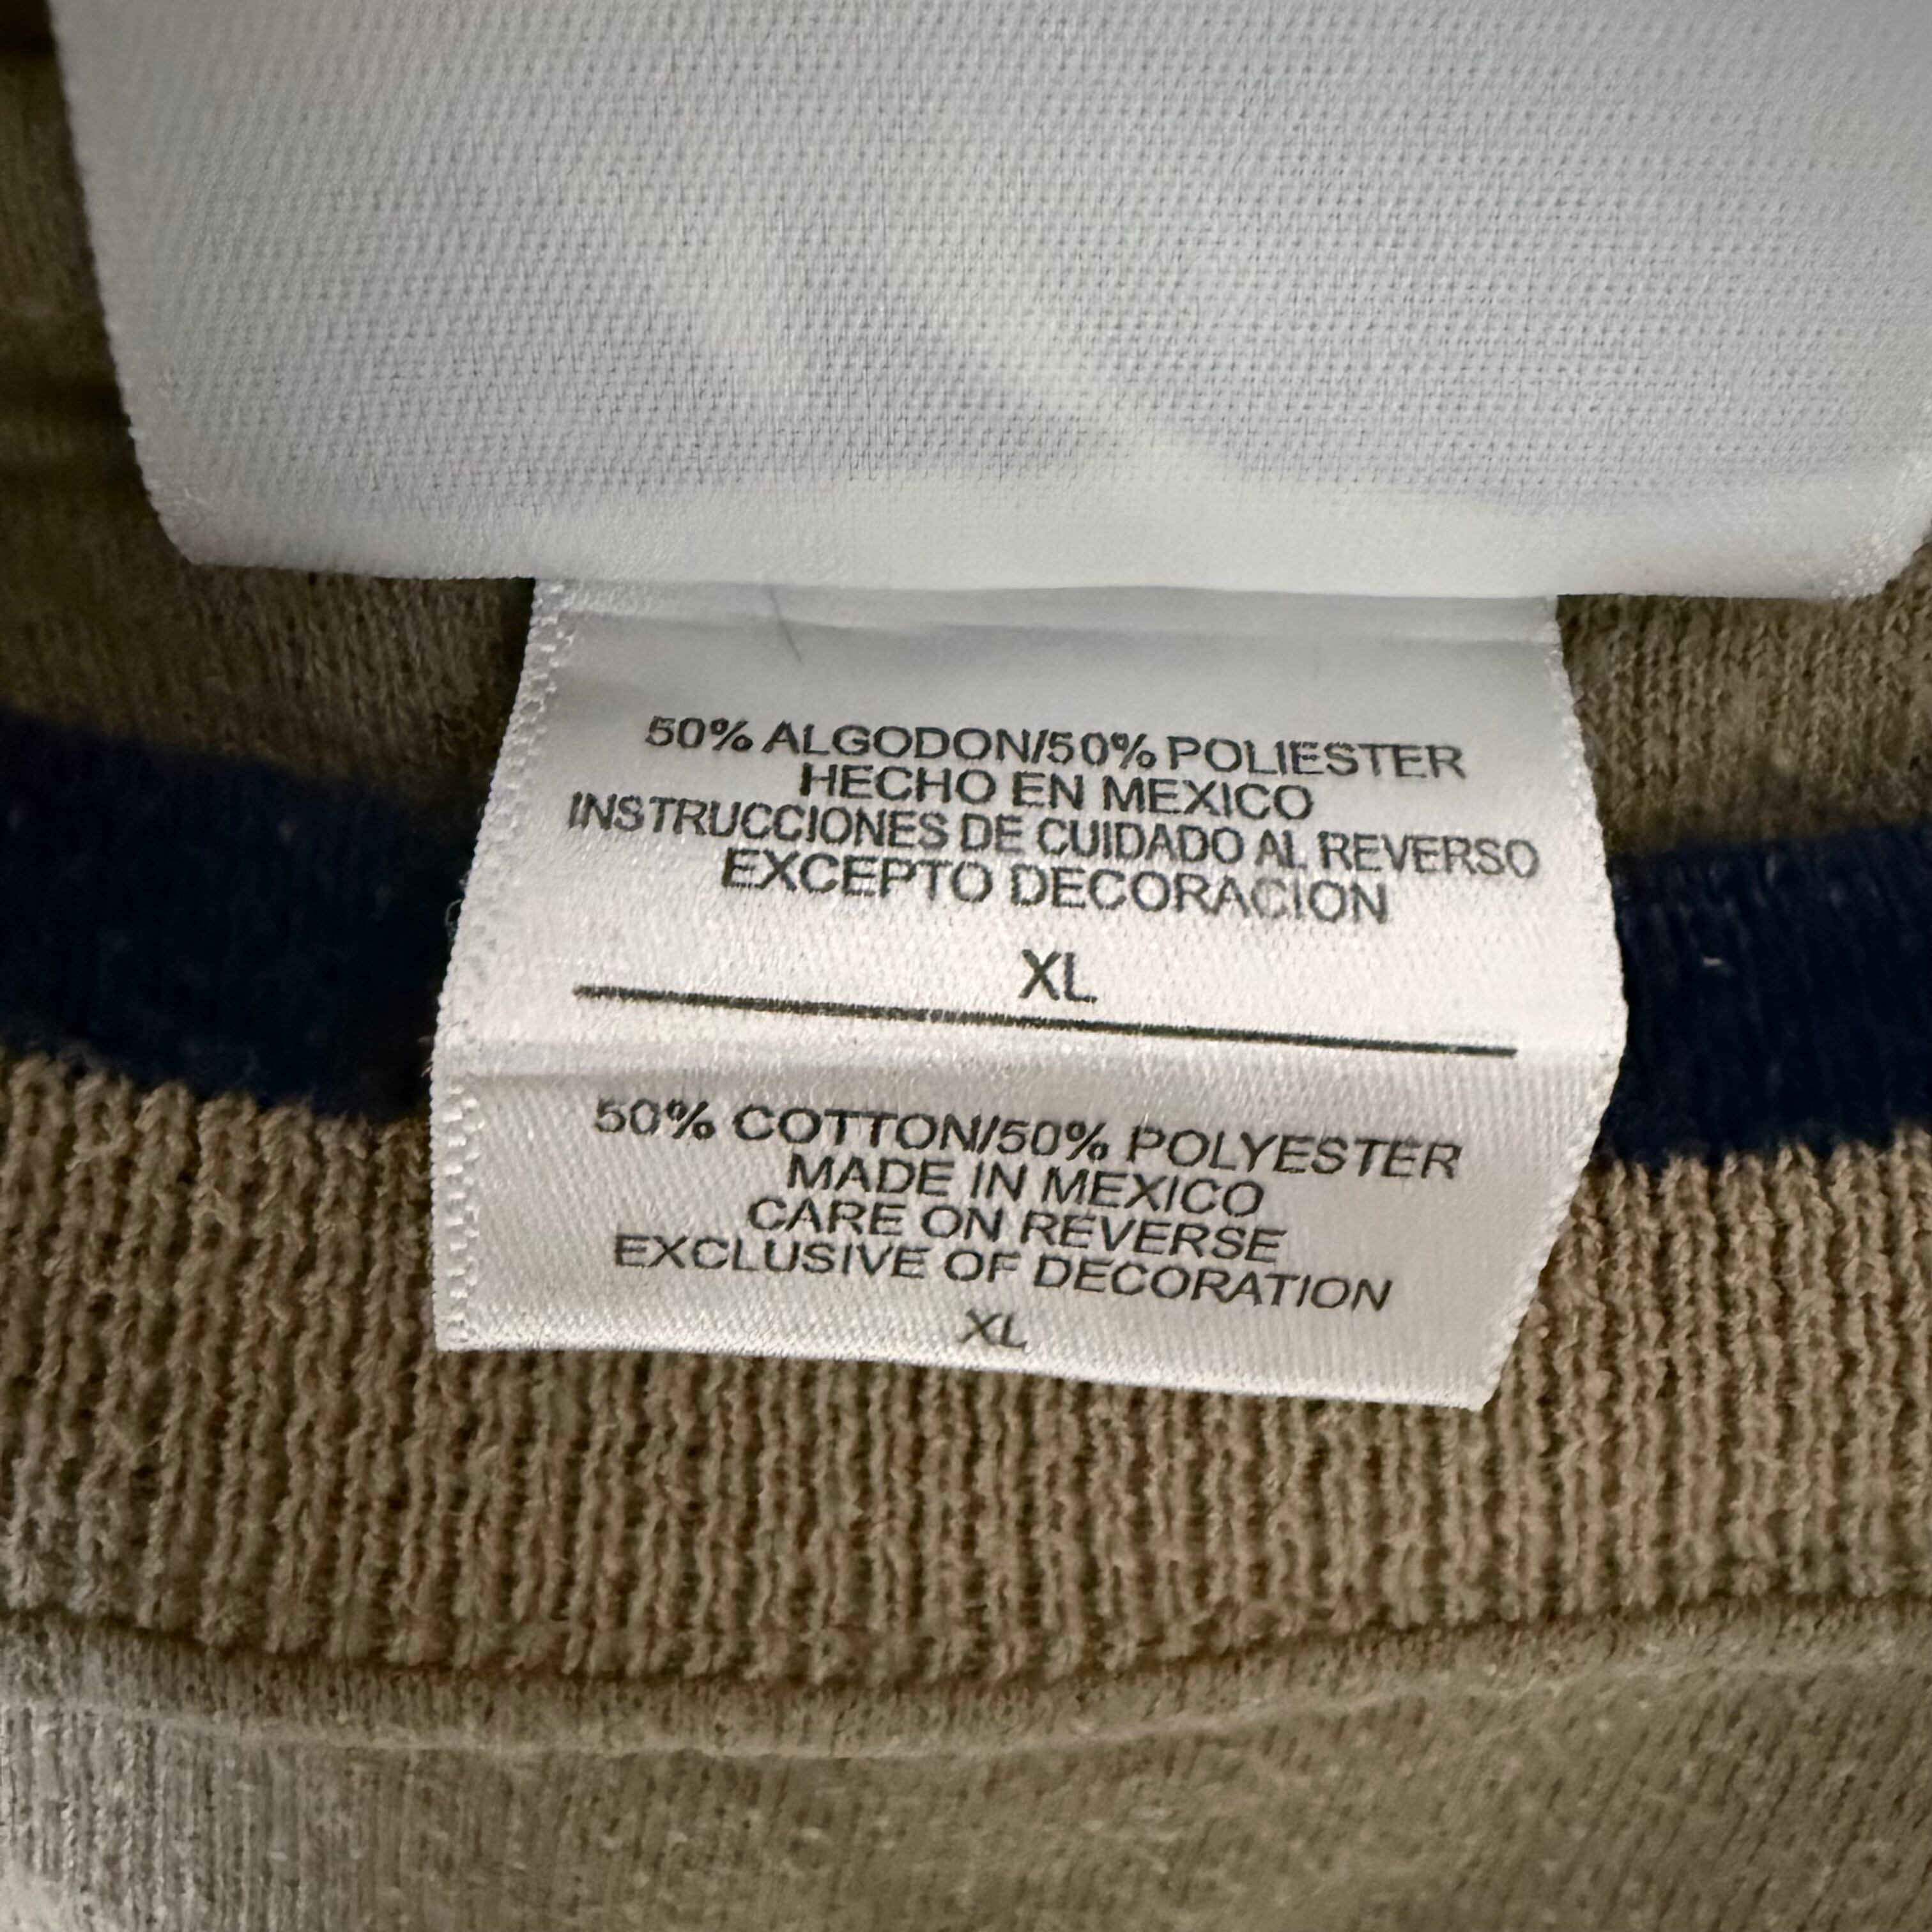 50% ALGODON/50% POLIESTER
HECHO EN MEXICO
INSTRUCCIONES DE CUIDADO AL REVERSO
EXCEPTO DECORACION
XL
50% COTTON/50% POLYESTER
MADE IN MEXICO
CARE ON REVERSE
EXCLUSIVE OF DECORATION
XL